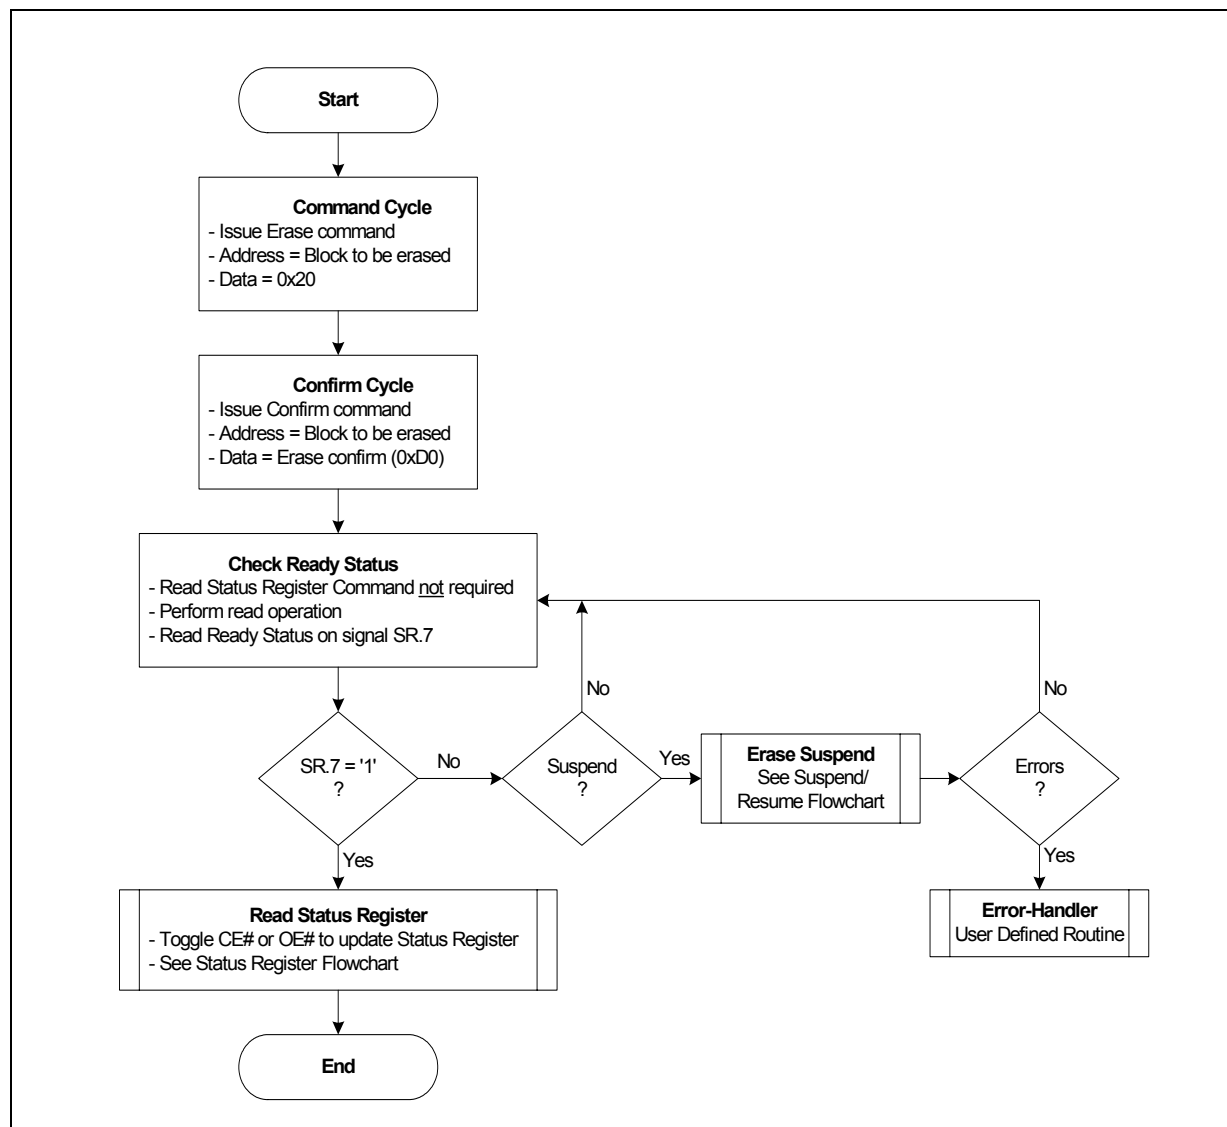 Start
Command Cycle
- Issue Erase command
- Address = Block to be erased
- Data = 0x20
Confirm Cycle
- Issue Confirm command
- Address = Block to be erased
- Data = Erase confirm (0xD0)
Check Ready Status
- Read Status Register Command not required
- Perform read operation
- Read Ready Status on signal SR.7
No
No
SR.7 = '1'
?
No
Suspend
?
Yes
Erase Suspend
See Suspend/
Resume Flowchart
Errors
?
Yes
Yes
Read Status Register
- Toggle CE# or OE# to update Status Register
- See Status Register Flowchart
Error-Handler
User Defined Routine
End